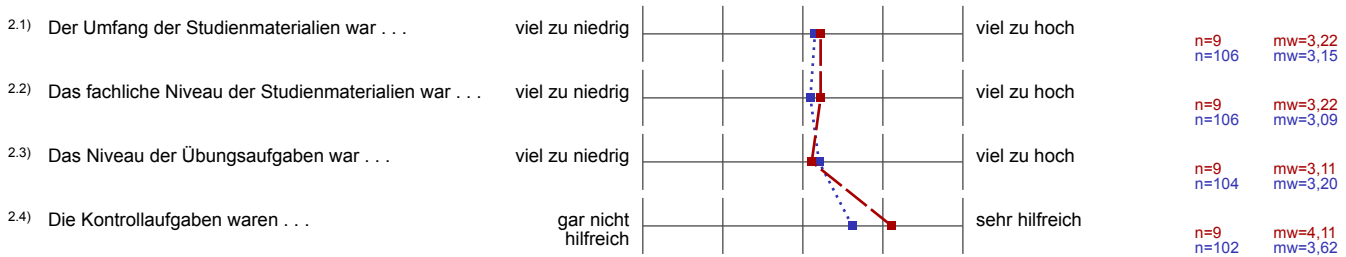 2.1) Der Umfang der Studienmaterialien war . . . viel zu niedrig viel zu hoch
n=9 mw=3,22
n=106 mw=3,15
2.2) Das fachliche Niveau der Studienmaterialien war . . . viel zu niedrig viel zu hoch
n=9 mw=3,22
n=106 mw=3,09
2.3) Das Niveau der Übungsaufgaben war . . . viel zu niedrig viel zu hoch
n=9 mw=3,11
n=104 mw=3,20
2.4) Die Kontrollaufgaben waren . . . gar nicht sehr hilfreich
hilfreich
n=9 mw=4,11
n=102 mw=3,62